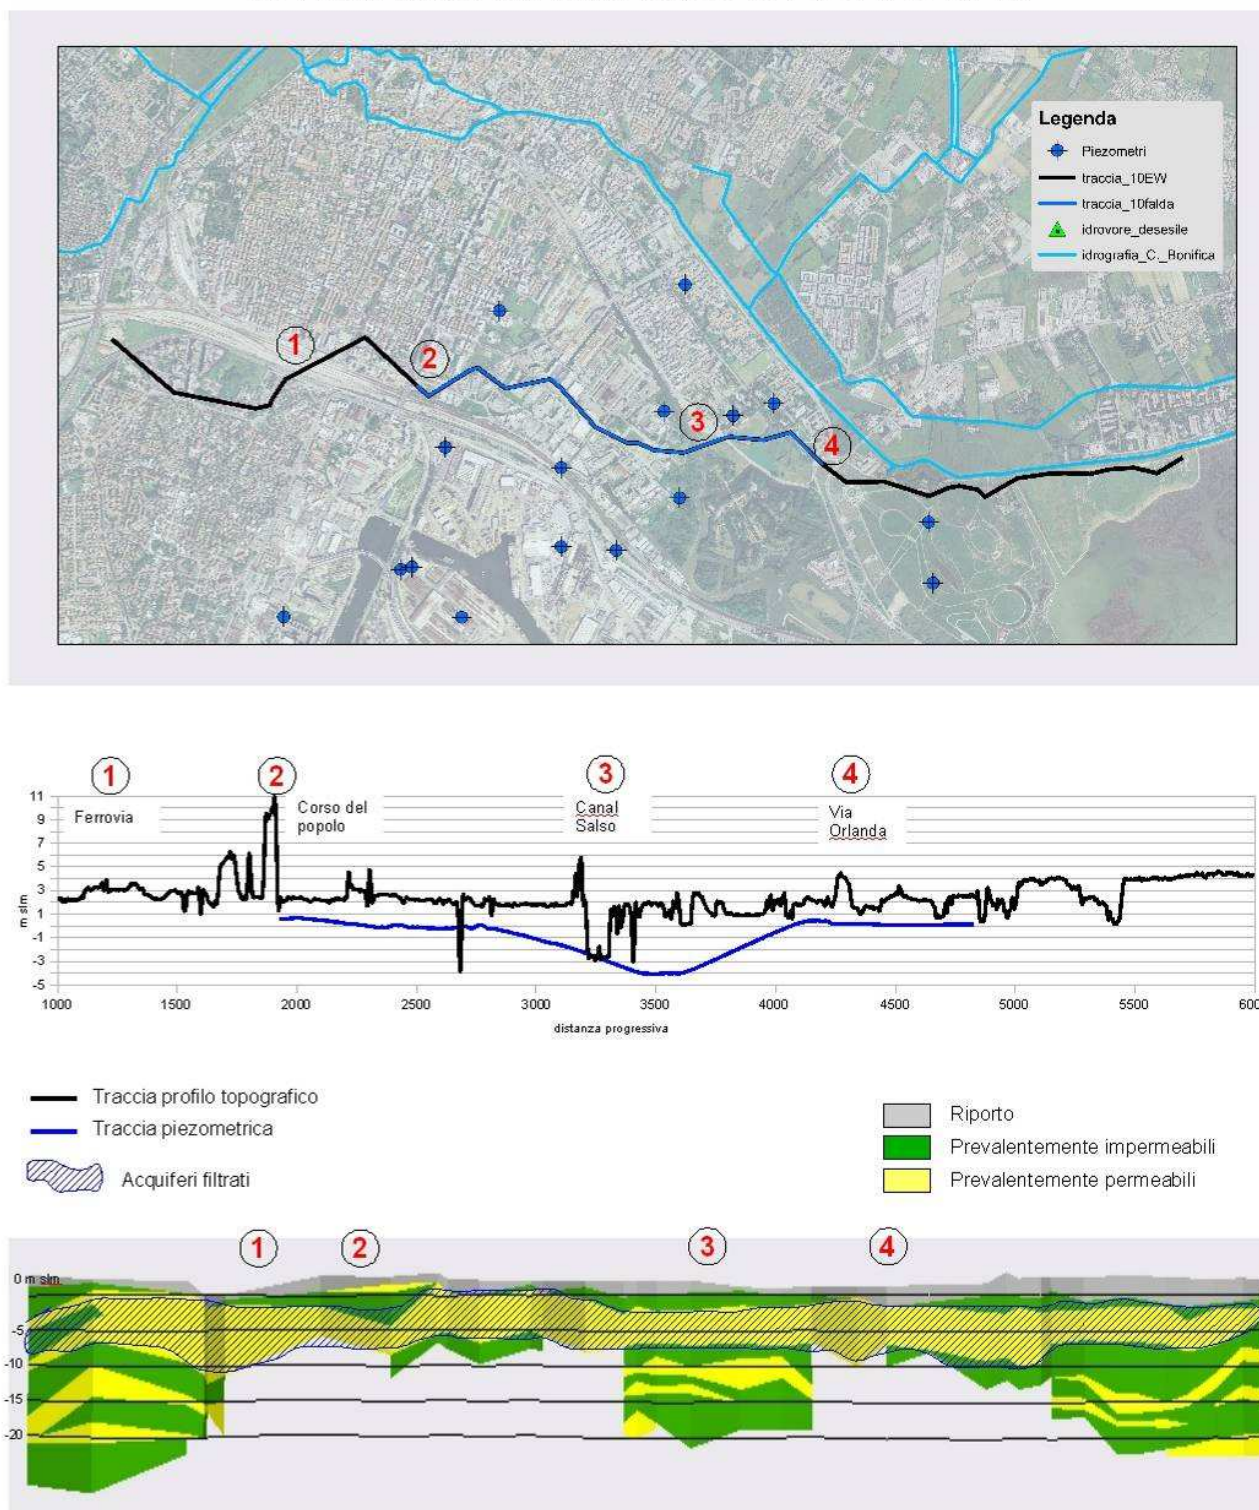 Legenda
Piezometri
traccia_10EW
traccia_10falda
idrovore_desesile
idrografia_C._Bonifica
1
2
3
4
1
2
3
4
Ferrovia
Corso del
popolo
Canal
Salso
Via
Orlanda
11
9
7
5
3
1
-1
-3
-5
m slm
1000
1500
2000
2500
3000
3500
4000
4500
5000
5500
600
distanza progressiva
Traccia profilo topografico
Traccia piezometrica
Acquiferi filtrati
Riporto
Prevalentemente impermeabili
Prevalentemente permeabili
1
2
3
4
0 m slm
-5
-10
-15
-20